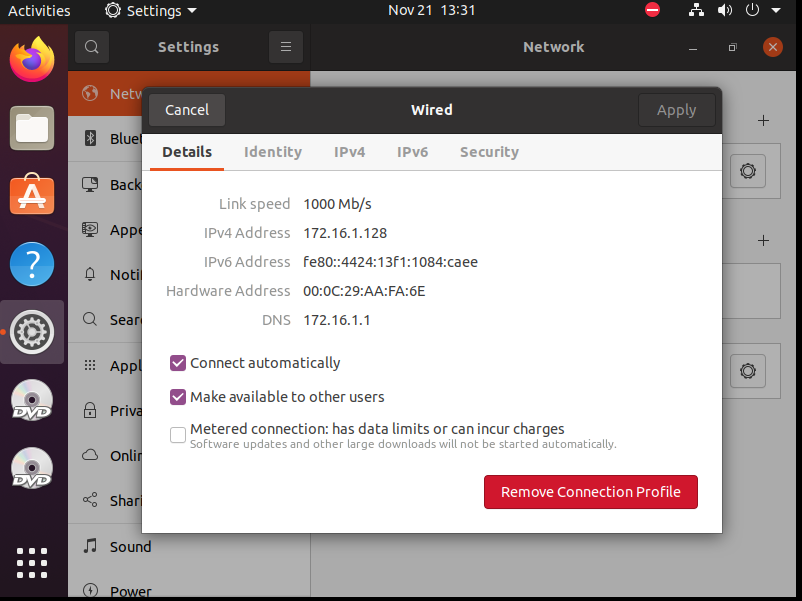 Activities Settings Nov 21 13:31
Settings Network
Cancel Wired Apply
Details Identity IPv4 IPv6 Security
Link speed 1000 Mb/s
IPv4 Address 172.16.1.128
IPv6 Address fe80::4424:13f1:1084:caee
Hardware Address 00:0C:29:AA:FA:6E
DNS 172.16.1.1
Connect automatically
Make available to other users
Metered connection: has data limits or can incur charges
Software updates and other large downloads will not be started automatically.
Remove Connection Profile
Netw
Blue
Back
Appe
Noti
Sear
Appl
Priva
Onli
Shari
Sound
Power
DVD
DVD